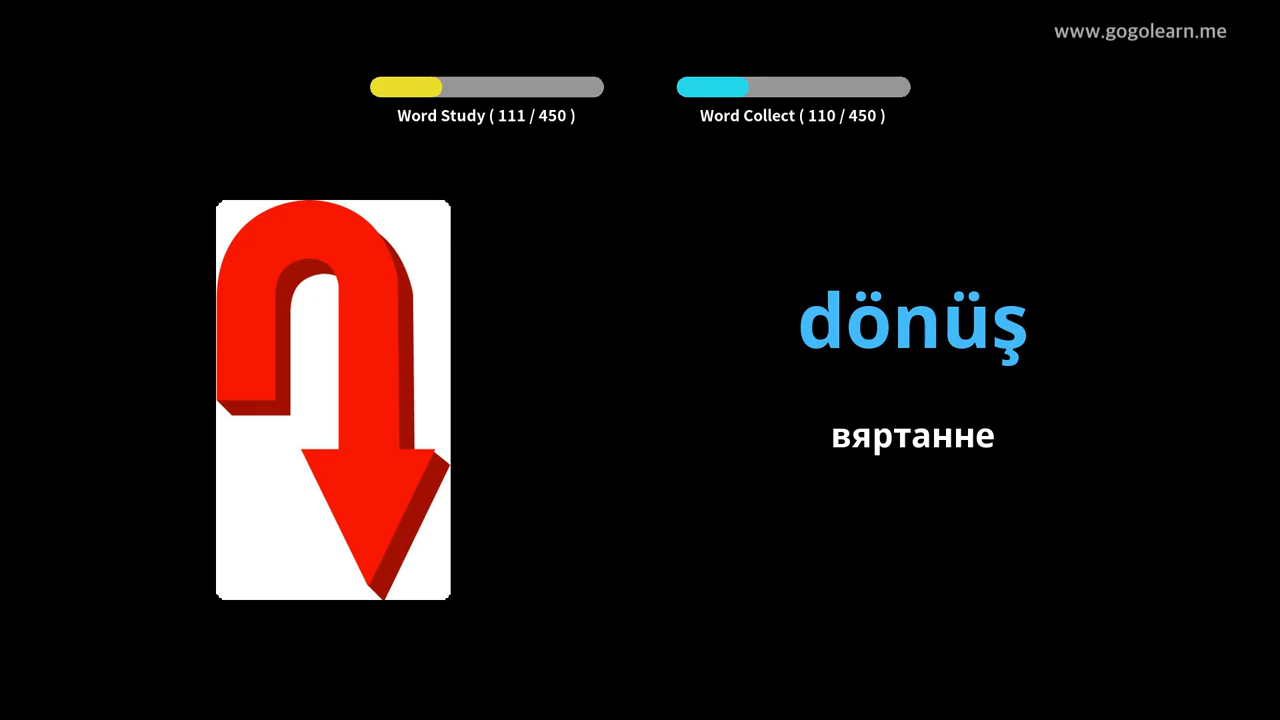 www.gogolearn.me
Word Study ( 111 / 450 )
Word Collect ( 110 / 450 )
dönüş
вяртанне